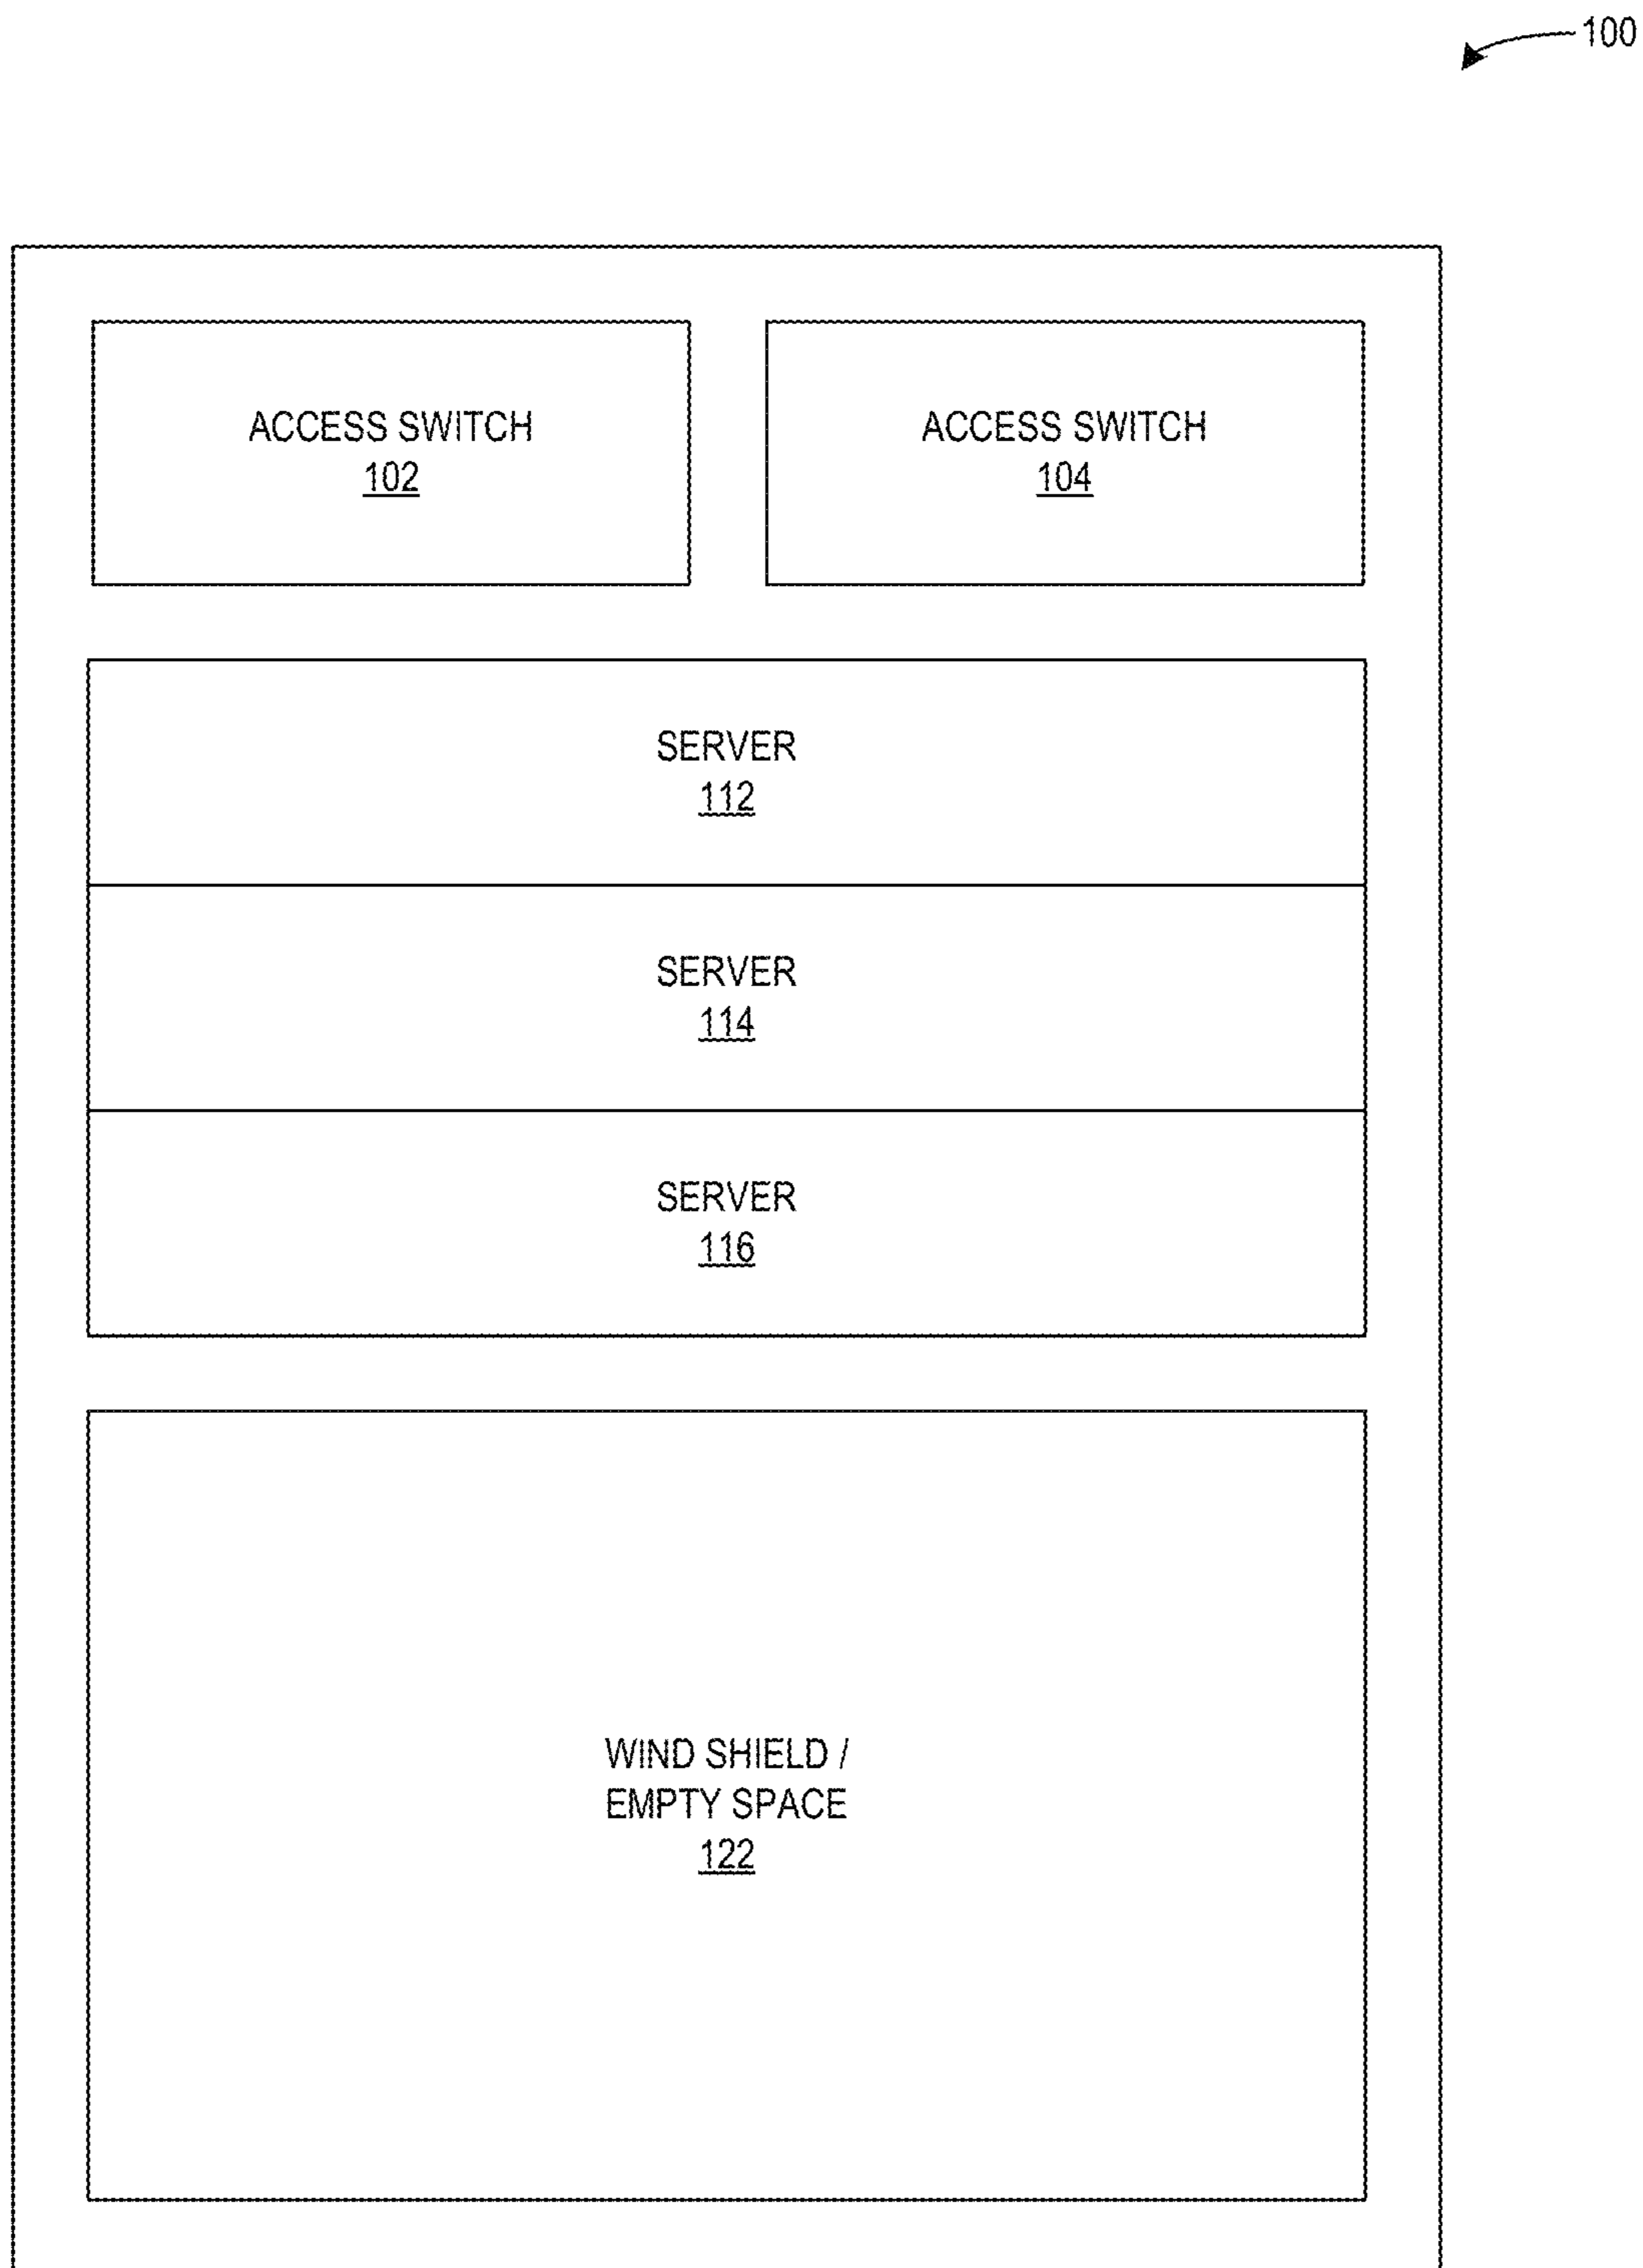 100
ACCESS SWITCH
102
ACCESS SWITCH
104
SERVER
112
SERVER
114
SERVER
116
WIND SHIELD /
EMPTY SPACE
122